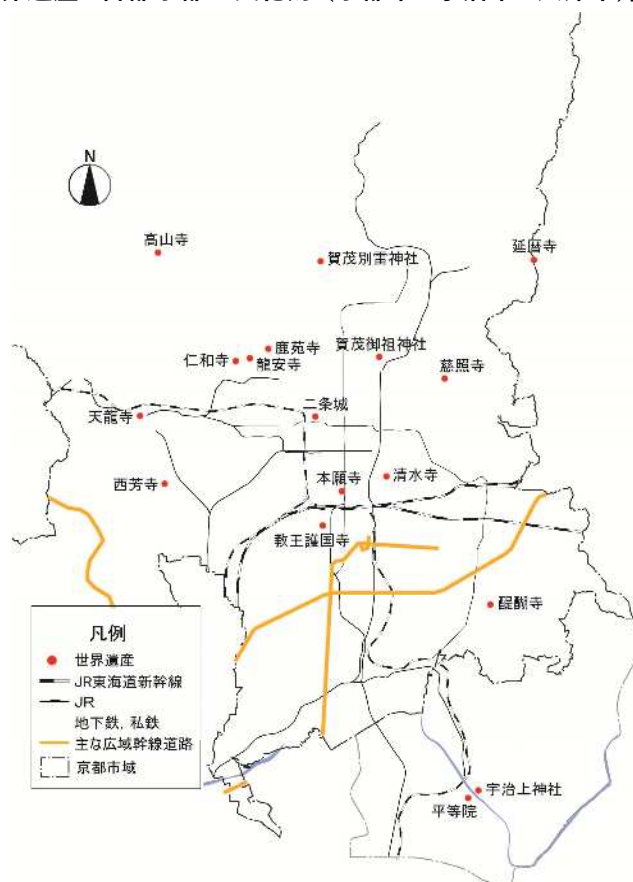 N
高山寺
賀茂別雷神社
延暦寺
鹿苑寺
賀茂御祖神社
仁和寺
龍安寺
慈照寺
天龍寺
二条城
西芳寺
本願寺
清水寺
教王護国寺
醍醐寺
凡例
世界遺産
JR東海道新幹線
JR
地下鉄,私鉄
主な広域幹線道路
京都市域
宇治上神社
平等院